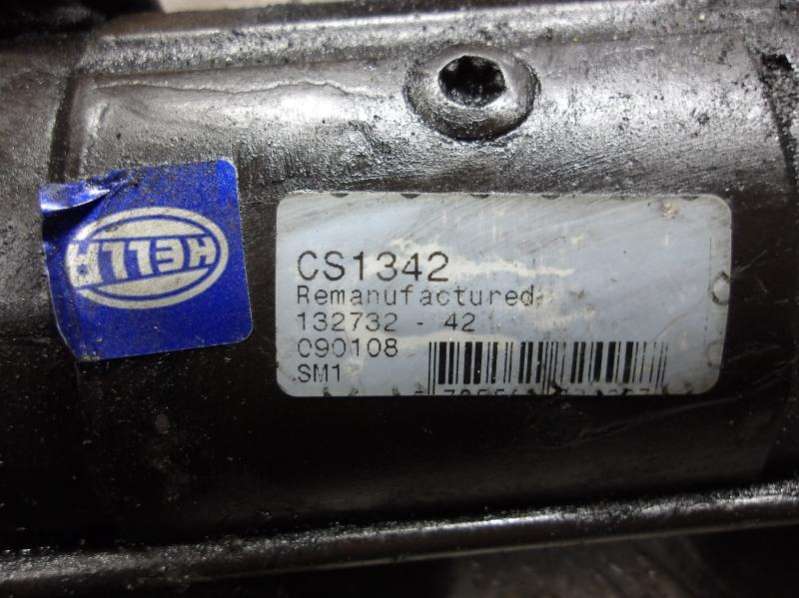 HELLA
CS1342
Remanufactured
132732 - 42
090108
SM1